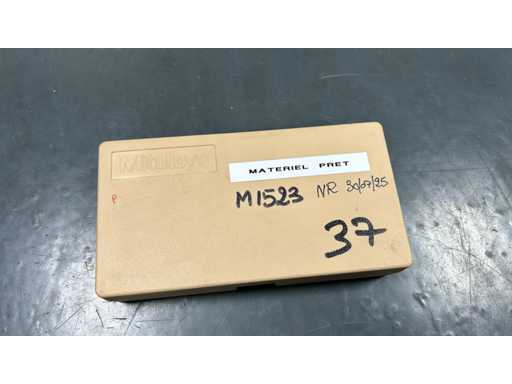 Mitutoyo
MATERIEL PRET
M1523 NR 30/07/25
P
37